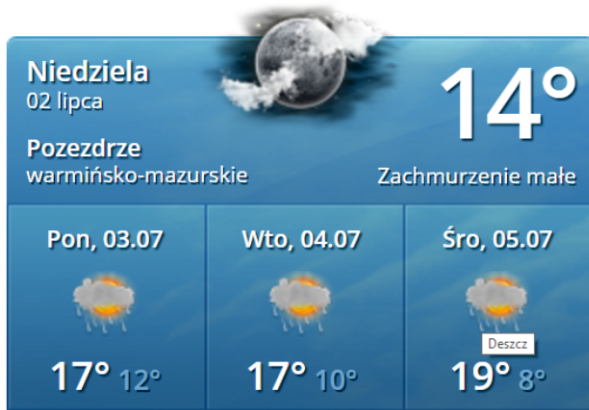 Niedziela
02 lipca
14°
Pozezdrze
warmińsko-mazurskie
Zachmurzenie małe
Pon, 03.07
Wto, 04.07
Śro, 05.07
Deszcz
17° 12°
17° 10°
19° 8°